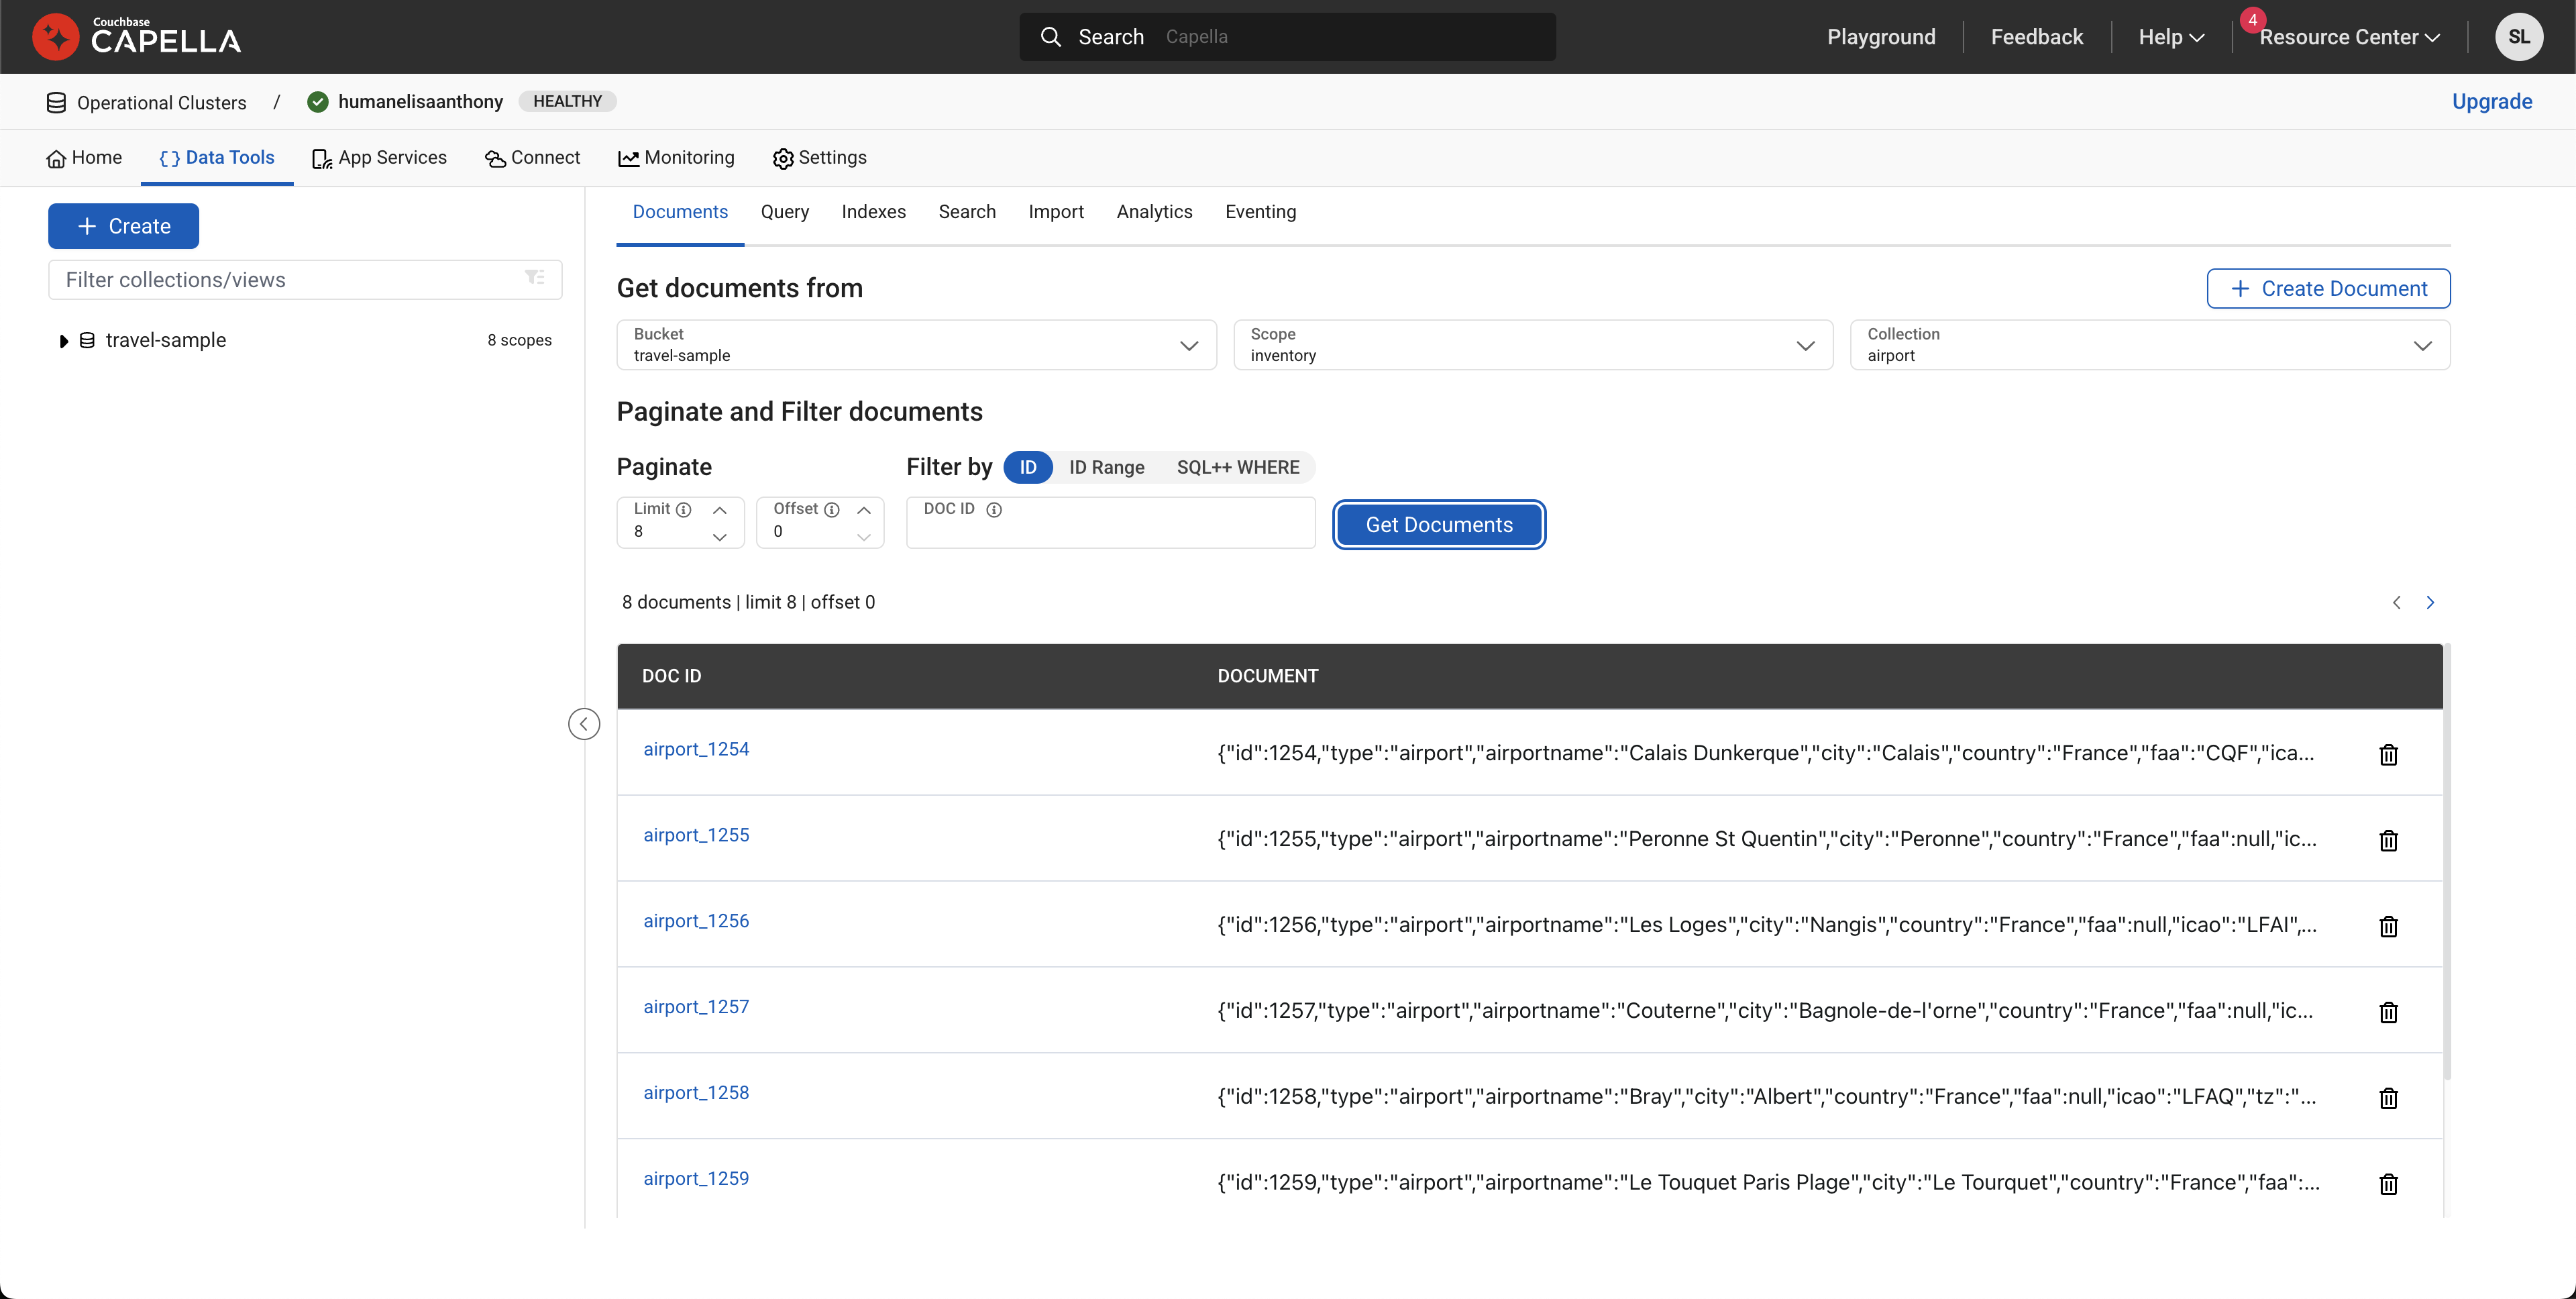 Couchbase
CAPELLA
Search Capella
Playground
Feedback
Help
4
Resource Center
SL
Operational Clusters / humanelisaanthony HEALTHY
Upgrade
Home
Data Tools
App Services
Connect
Monitoring
Settings
+ Create
Filter collections/views
travel-sample 8 scopes
Documents Query Indexes Search Import Analytics Eventing
Get documents from
+ Create Document
Bucket
travel-sample
Scope
inventory
Collection
airport
Paginate and Filter documents
Paginate
Filter by ID ID Range SQL++ WHERE
Limit
8
Offset
0
DOC ID
Get Documents
8 documents | limit 8 | offset 0
DOC ID DOCUMENT
airport_1254 {"id":1254,"type":"airport","airportname":"Calais Dunkerque","city":"Calais","country":"France","faa":"CQF","ica...
airport_1255 {"id":1255,"type":"airport","airportname":"Peronne St Quentin","city":"Peronne","country":"France","faa":null,"ic...
airport_1256 {"id":1256,"type":"airport","airportname":"Les Loges","city":"Nangis","country":"France","faa":null,"icao":"LFAI",...
airport_1257 {"id":1257,"type":"airport","airportname":"Couterne","city":"Bagnole-de-l'orne","country":"France","faa":null,"ic...
airport_1258 {"id":1258,"type":"airport","airportname":"Bray","city":"Albert","country":"France","faa":null,"icao":"LFAQ","tz":"...
airport_1259 {"id":1259,"type":"airport","airportname":"Le Touquet Paris Plage","city":"Le Tourquet","country":"France","faa":...